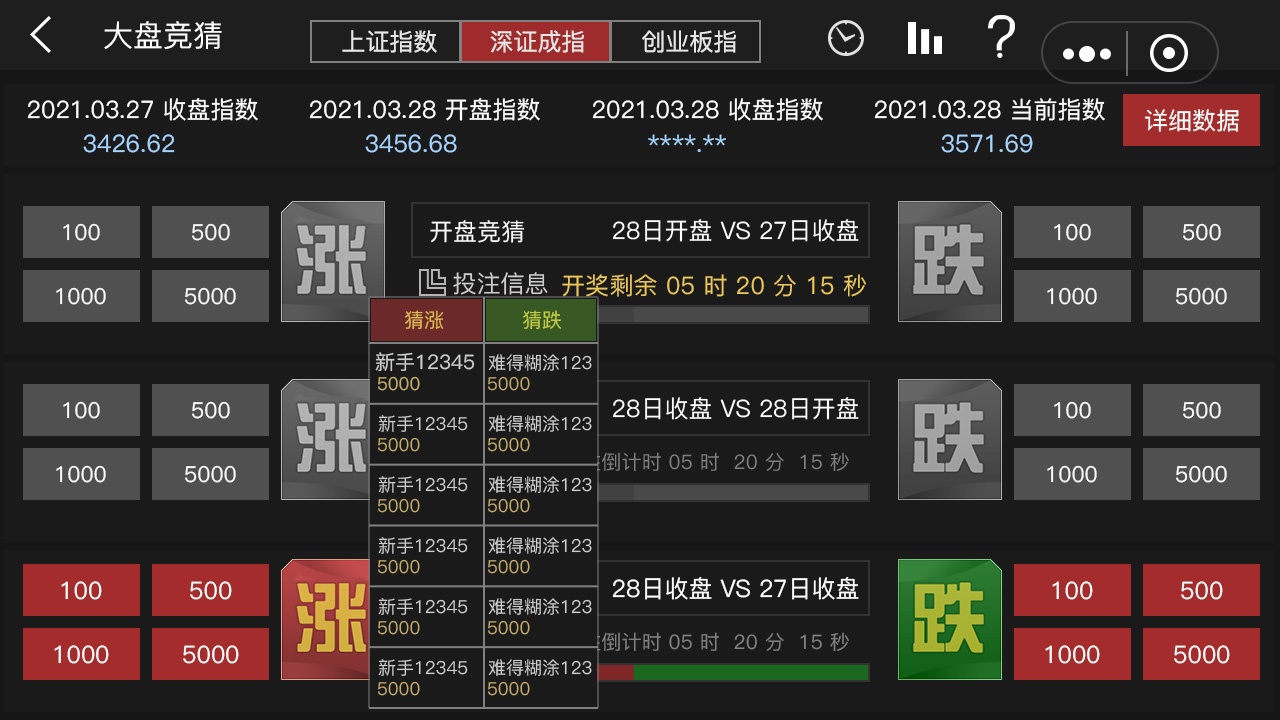 大盘竞猜
上证指数 深证成指 创业板指
2021.03.27 收盘指数 2021.03.28 开盘指数 2021.03.28 收盘指数 2021.03.28 当前指数
3426.62 3456.68 ****.** 3571.69
详细数据
100 500
1000 5000
涨
开盘竞猜 28日开盘 VS 27日收盘
投注信息 开奖剩余 05 时 20 分 15 秒
跌
100 500
1000 5000
猜涨 猜跌
新手12345 难得糊涂123
5000 5000
新手12345 难得糊涂123
5000 5000
新手12345 难得糊涂123
5000 5000
新手12345 难得糊涂123
5000 5000
新手12345 难得糊涂123
5000 5000
新手12345 难得糊涂123
5000 5000
100 500
1000 5000
涨
28日收盘 VS 28日开盘
倒计时 05 时 20 分 15 秒
跌
100 500
1000 5000
100 500
1000 5000
涨
28日收盘 VS 27日收盘
倒计时 05 时 20 分 15 秒
跌
100 500
1000 5000